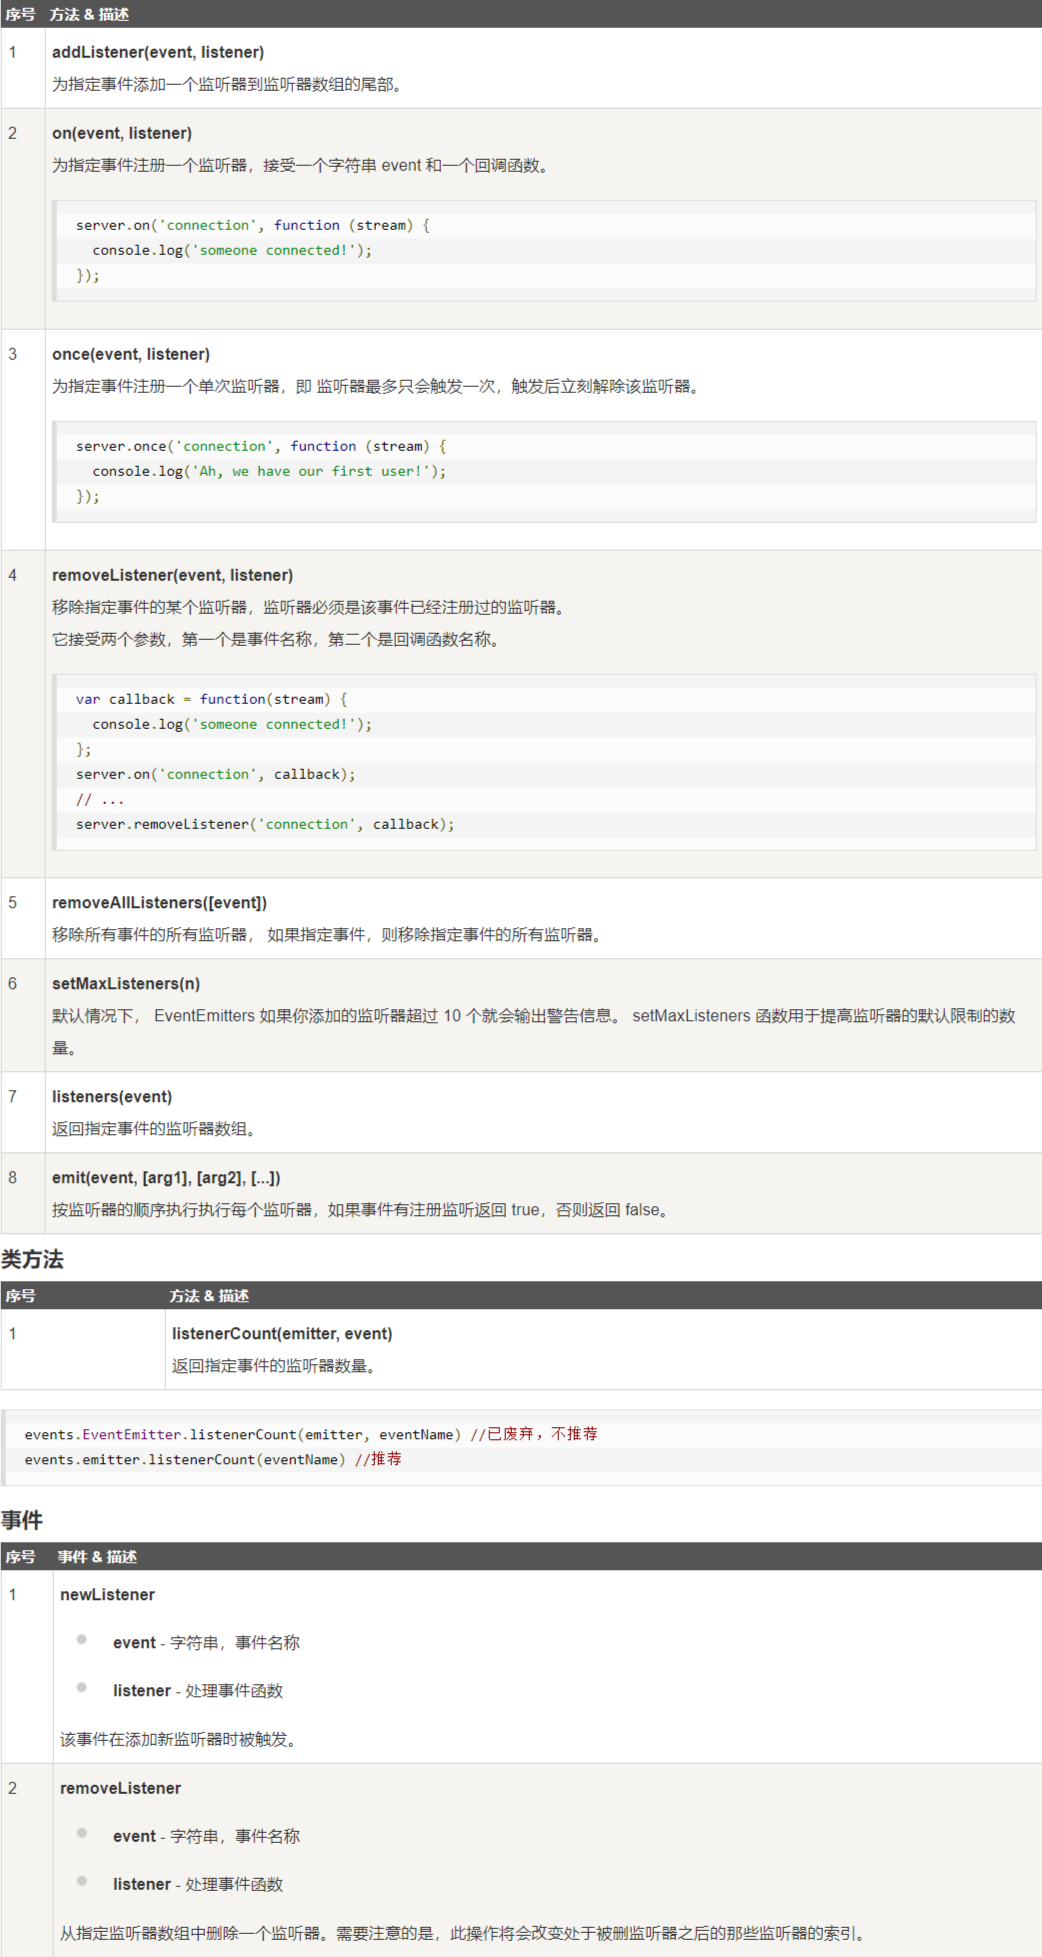 序号 方法 & 描述
1 addListener(event, listener)
为指定事件添加一个监听器到监听器数组的尾部。
2 on(event, listener)
为指定事件注册一个监听器，接受一个字符串 event 和一个回调函数。
server.on('connection', function (stream) {
  console.log('someone connected!');
});
3 once(event, listener)
为指定事件注册一个单次监听器，即 监听器最多只会触发一次，触发后立刻解除该监听器。
server.once('connection', function (stream) {
  console.log('Ah, we have our first user!');
});
4 removeListener(event, listener)
移除指定事件的某个监听器，监听器必须是该事件已经注册过的监听器。
它接受两个参数，第一个是事件名称，第二个是回调函数名称。
var callback = function(stream) {
  console.log('someone connected!');
};
server.on('connection', callback);
// ...
server.removeListener('connection', callback);
5 removeAllListeners([event])
移除所有事件的所有监听器， 如果指定事件，则移除指定事件的所有监听器。
6 setMaxListeners(n)
默认情况下， EventEmitters 如果你添加的监听器超过 10 个就会输出警告信息。 setMaxListeners 函数用于提高监听器的默认限制的数
量。
7 listeners(event)
返回指定事件的监听器数组。
8 emit(event, [arg1], [arg2], [...])
按监听器的顺序执行执行每个监听器，如果事件有注册监听返回 true，否则返回 false。
类方法
序号 方法 & 描述
1 listenerCount(emitter, event)
返回指定事件的监听器数量。
events.EventEmitter.listenerCount(emitter, eventName) //已废弃，不推荐
events.emitter.listenerCount(eventName) //推荐
事件
序号 事件 & 描述
1 newListener
event - 字符串，事件名称
listener - 处理事件函数
该事件在添加新监听器时被触发。
2 removeListener
event - 字符串，事件名称
listener - 处理事件函数
从指定监听器数组中删除一个监听器。需要注意的是，此操作将会改变处于被删监听器之后的那些监听器的索引。